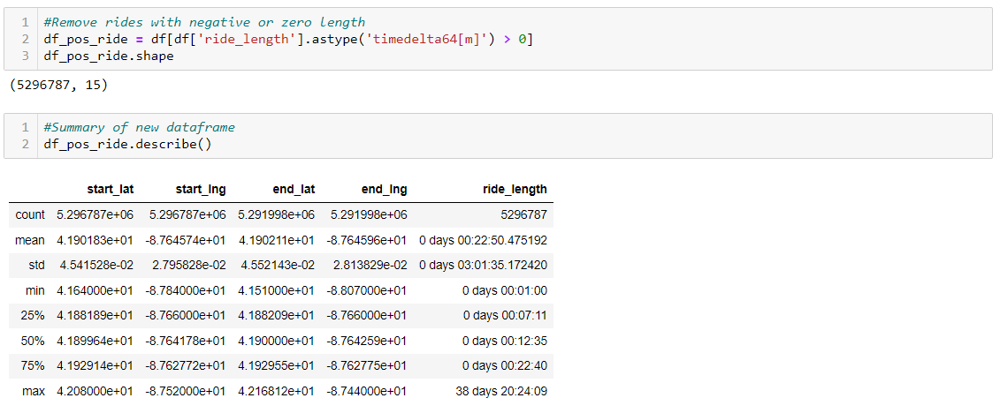 1 #Remove rides with negative or zero length
2 df_pos_ride = df[df['ride_length'].astype('timedelta64[m]') > 0]
3 df_pos_ride.shape
(5296787, 15)
1 #Summary of new dataframe
2 df_pos_ride.describe()
start_lat start_lng end_lat end_lng ride_length
count 5.296787e+06 5.296787e+06 5.291998e+06 5.291998e+06 5296787
mean 4.190183e+01 -8.764574e+01 4.190211e+01 -8.764596e+01 0 days 00:22:50.475192
std 4.541528e-02 2.795828e-02 4.552143e-02 2.813829e-02 0 days 03:01:35.172420
min 4.164000e+01 -8.784000e+01 4.151000e+01 -8.807000e+01 0 days 00:01:00
25% 4.188189e+01 -8.766000e+01 4.188209e+01 -8.766000e+01 0 days 00:07:11
50% 4.189964e+01 -8.764178e+01 4.190000e+01 -8.764259e+01 0 days 00:12:35
75% 4.192914e+01 -8.762772e+01 4.192955e+01 -8.762775e+01 0 days 00:22:40
max 4.208000e+01 -8.752000e+01 4.216812e+01 -8.744000e+01 38 days 20:24:09